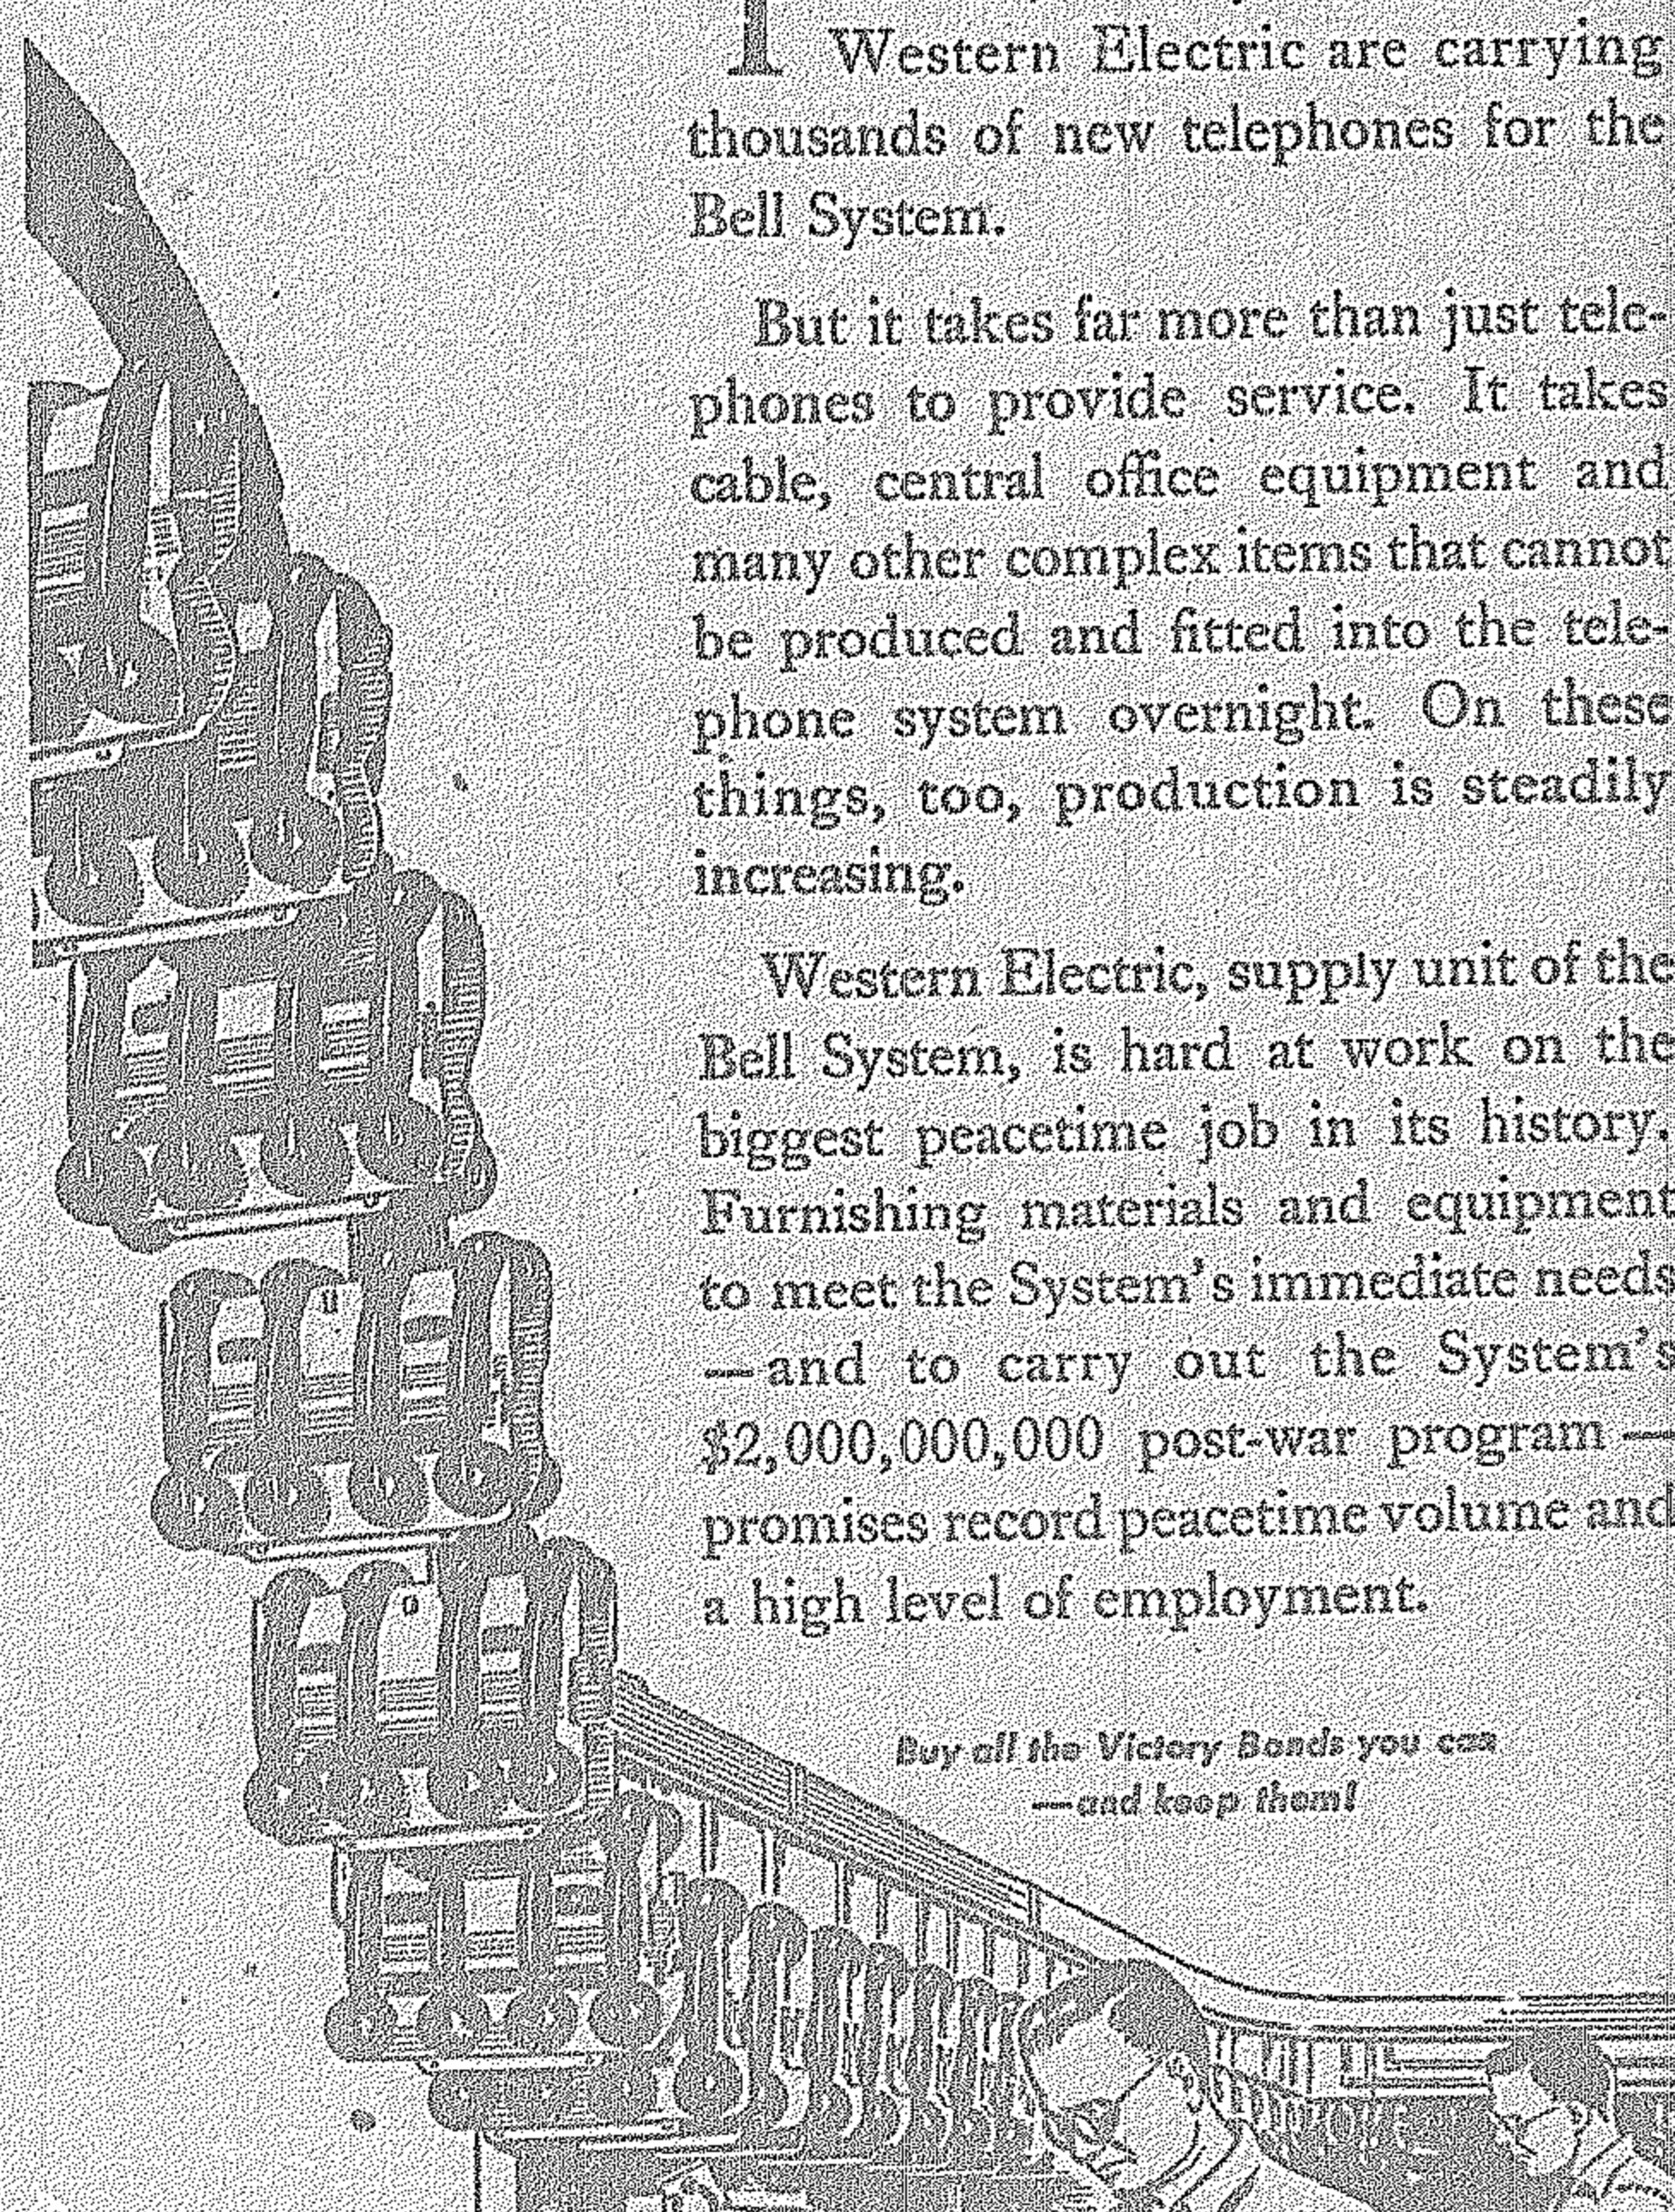 Western Electric are carrying
thousands of new telephones for the
Bell System.
But it takes far more than just tele-
phones to provide service. It takes
cable, central office equipment and
many other complex items that cannot
be produced and fitted into the tele-
phone system overnight. On these
things, too, production is steadily
increasing.
Western Electric, supply unit of the
Bell System, is hard at work on the
biggest peacetime job in its history.
Furnishing materials and equipment
to meet the System's immediate needs
—and to carry out the System's
$2,000,000,000 post-war program—
promises record peacetime volume and
a high level of employment.
Buy all the Victory Bonds you can
—and keep them!